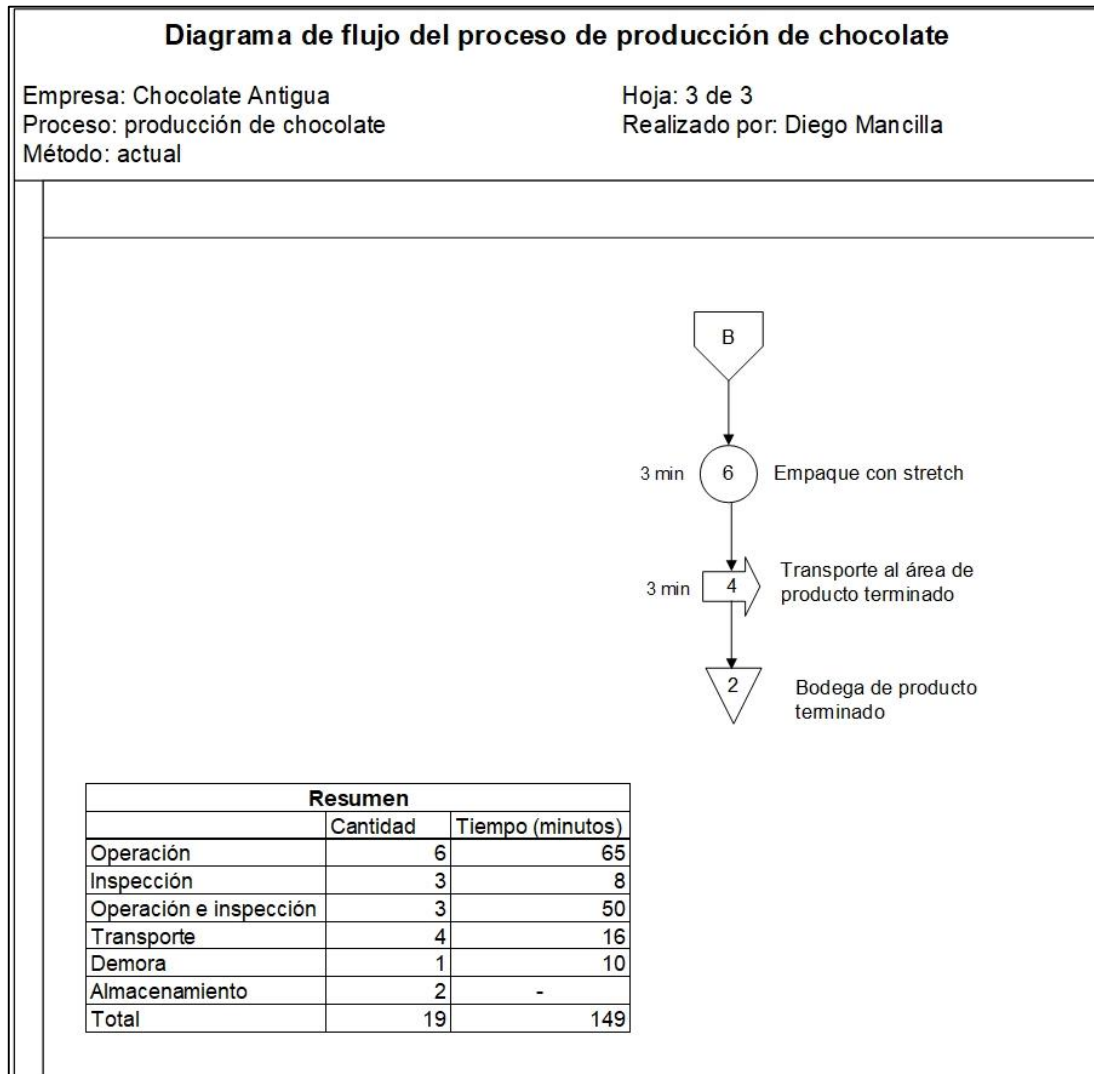 Diagrama de flujo del proceso de producción de chocolate
Empresa: Chocolate Antigua
Hoja: 3 de 3
Proceso: producción de chocolate
Realizado por: Diego Mancilla
Método: actual
B
3 min 6 Empaque con stretch
3 min 4 Transporte al área de
producto terminado
2 Bodega de producto
terminado
Resumen
Cantidad Tiempo (minutos)
Operación 6 65
Inspección 3 8
Operación e inspección 3 50
Transporte 4 16
Demora 1 10
Almacenamiento 2 -
Total 19 149